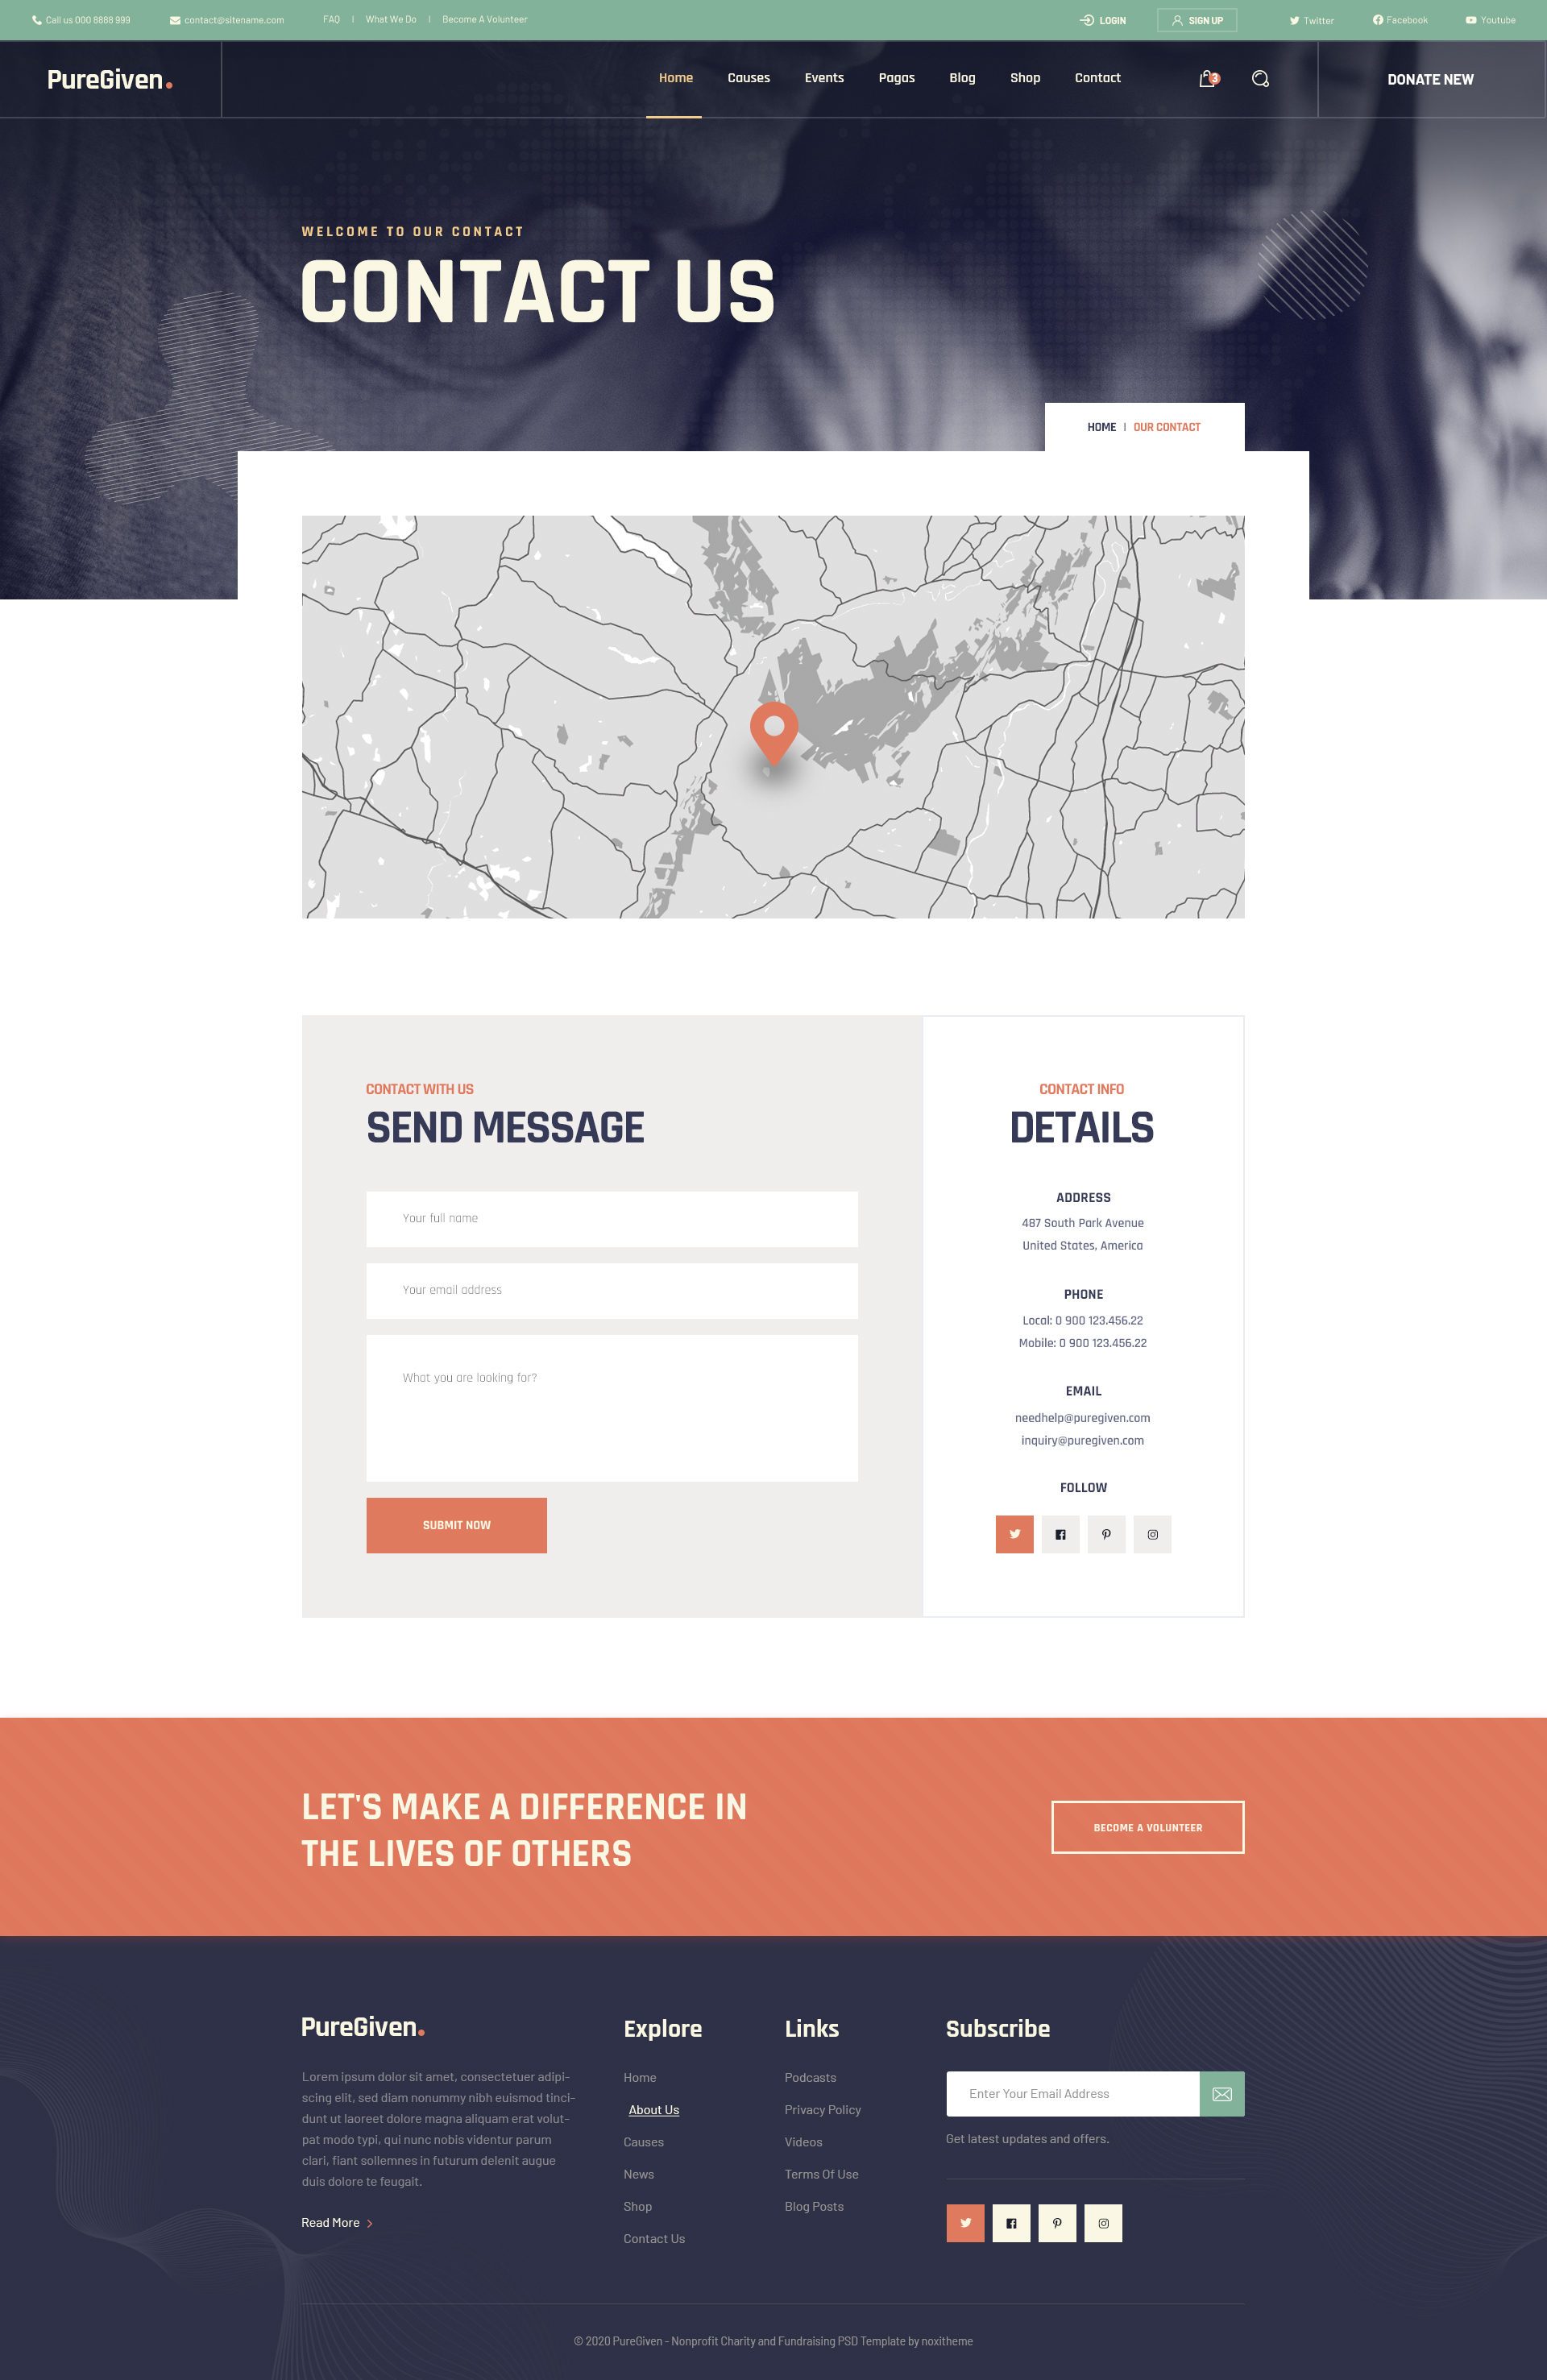 Call us 000 8888 999
contact@sitename.com
FAQ | What We Do | Become A Volunteer
LOGIN
SIGN UP
Twitter
Facebook
Youtube
PureGiven.
Home
Causes
Events
Pagas
Blog
Shop
Contact
3
DONATE NEW
WELCOME TO OUR CONTACT
CONTACT US
HOME | OUR CONTACT
CONTACT WITH US
SEND MESSAGE
Your full name
Your email address
What you are looking for?
SUBMIT NOW
CONTACT INFO
DETAILS
ADDRESS
487 South Park Avenue
United States, America
PHONE
Local: 0 900 123.456.22
Mobile: 0 900 123.456.22
EMAIL
needhelp@puregiven.com
inquiry@puregiven.com
FOLLOW
LET'S MAKE A DIFFERENCE IN
THE LIVES OF OTHERS
BECOME A VOLUNTEER
PureGiven.
Lorem ipsum dolor sit amet, consectetuer adipi-
scing elit, sed diam nonummy nibh euismod tinci-
dunt ut laoreet dolore magna aliquam erat volut-
pat modo typi, qui nunc nobis videntur parum
clari, fiant sollemnes in futurum delenit augue
duis dolore te feugait.
Read More
Explore
Home
About Us
Causes
News
Shop
Contact Us
Links
Podcasts
Privacy Policy
Videos
Terms Of Use
Blog Posts
Subscribe
Enter Your Email Address
Get latest updates and offers.
© 2020 PureGiven - Nonprofit Charity and Fundraising PSD Template by noxitheme